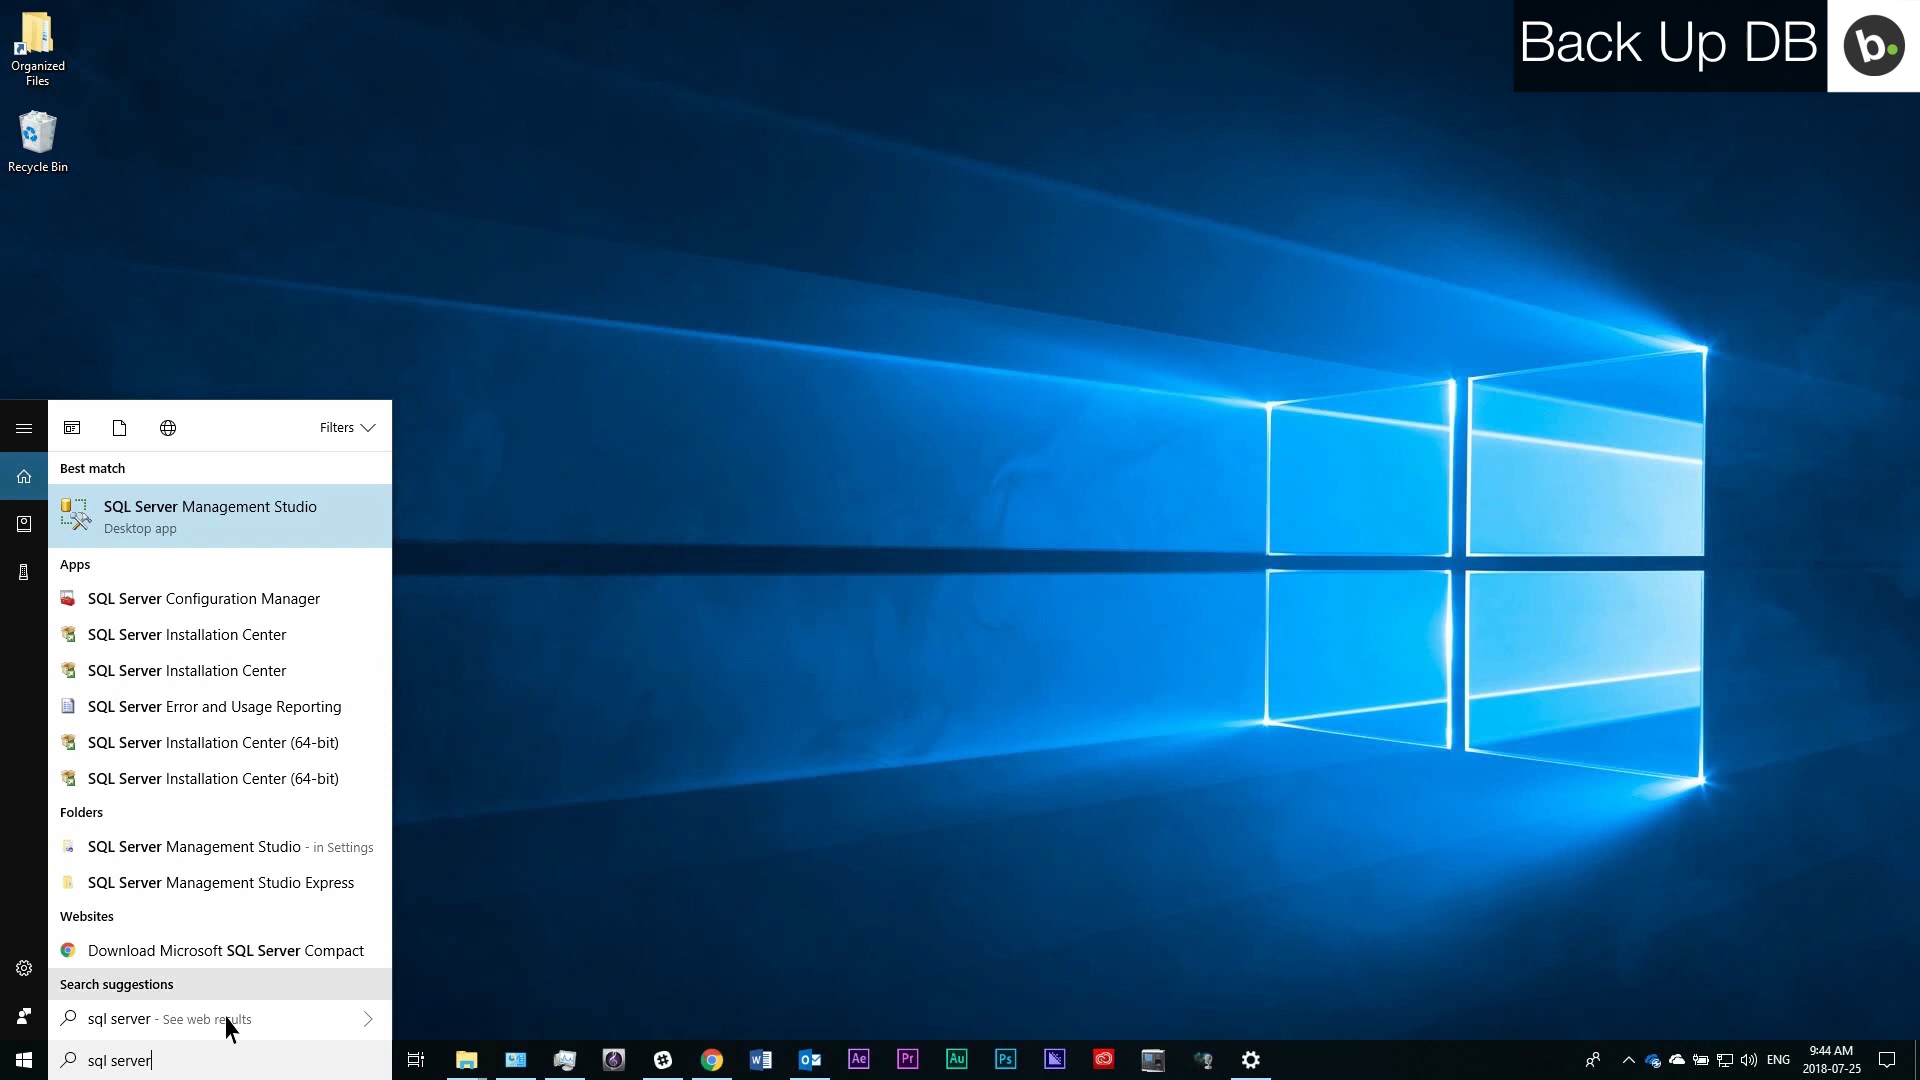 Organized
Files
Recycle Bin
Back Up DB
b.
Filters
Best match
SQL Server Management Studio
Desktop app
Apps
SQL Server Configuration Manager
SQL Server Installation Center
SQL Server Installation Center
SQL Server Error and Usage Reporting
SQL Server Installation Center (64-bit)
SQL Server Installation Center (64-bit)
Folders
SQL Server Management Studio - in Settings
SQL Server Management Studio Express
Websites
Download Microsoft SQL Server Compact
Search suggestions
sql server - See web results
sql server
Ae
Pr
Au
Ps
ENG
9:44 AM
2018-07-25